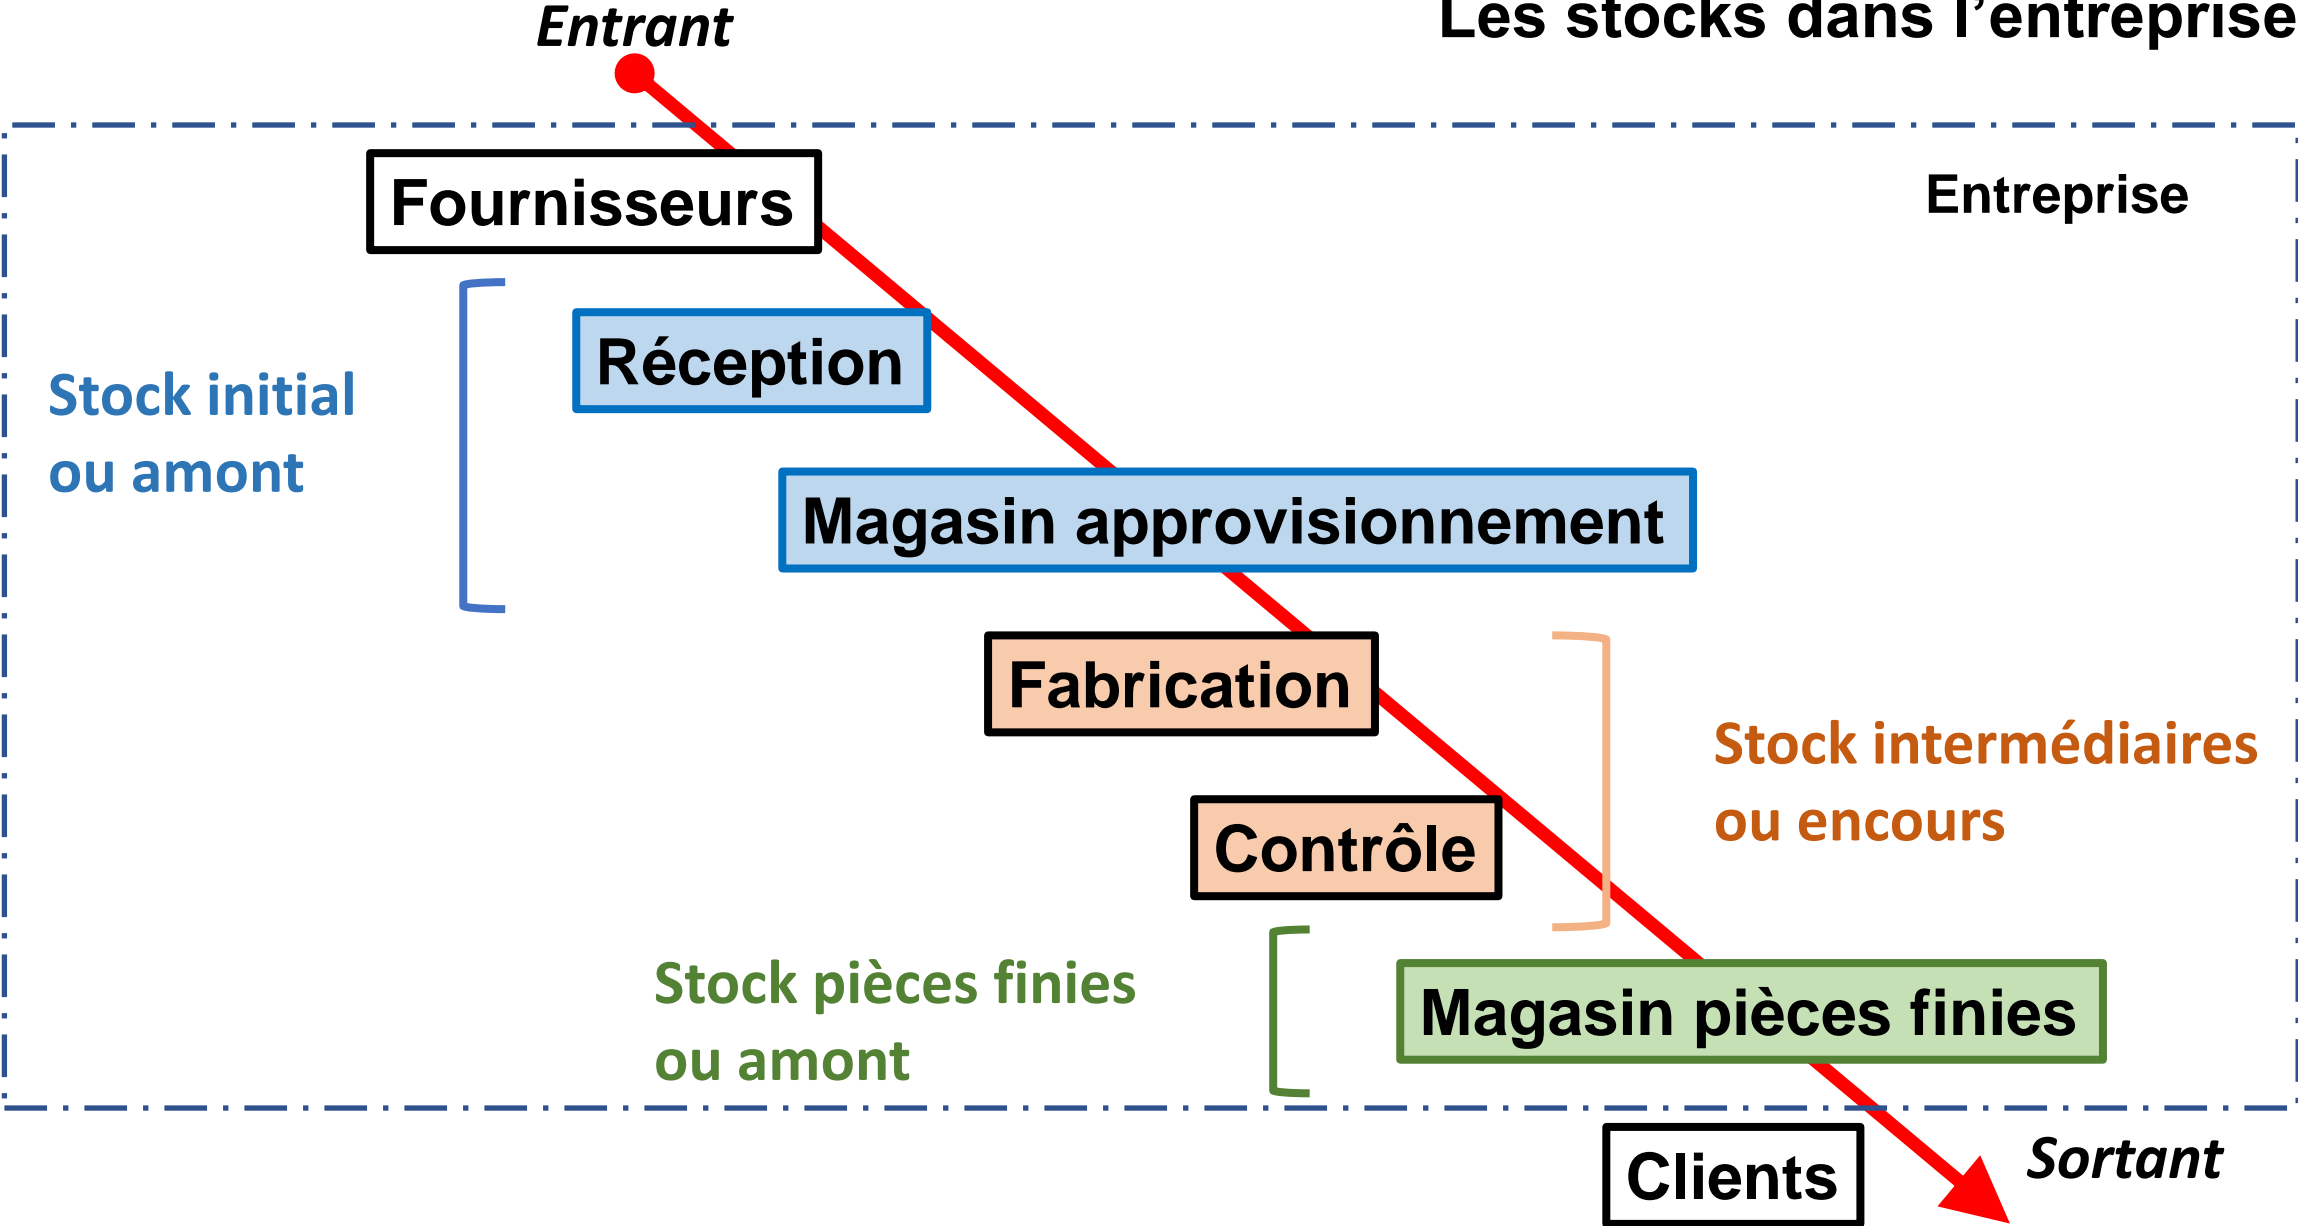 Les stocks dans l'entreprise
Entrant
Fournisseurs
Entreprise
Réception
Stock initial
ou amont
Magasin approvisionnement
Fabrication
Stock intermédiaires
ou encours
Contrôle
Stock pièces finies
ou amont
Magasin pièces finies
Clients
Sortant